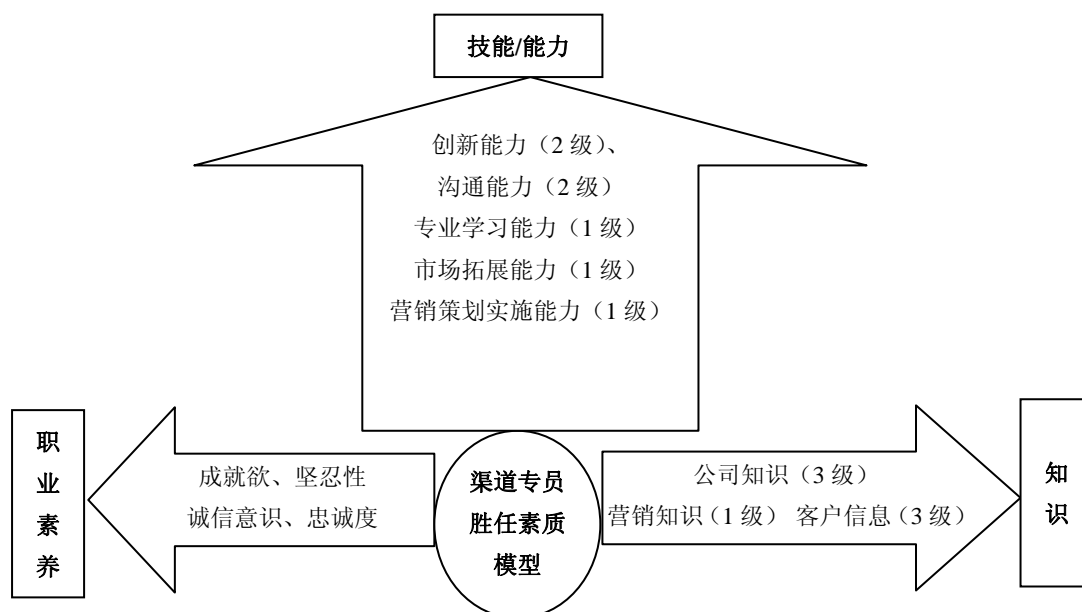 技能/能力
创新能力（2 级）、
沟通能力（2 级）
专业学习能力（1 级）
市场拓展能力（1 级）
营销策划实施能力（1 级）
职
业
素
养
成就欲、坚忍性
诚信意识、忠诚度
渠道专员
胜任素质
模型
公司知识（3 级）
营销知识（1 级） 客户信息（3 级）
知
识